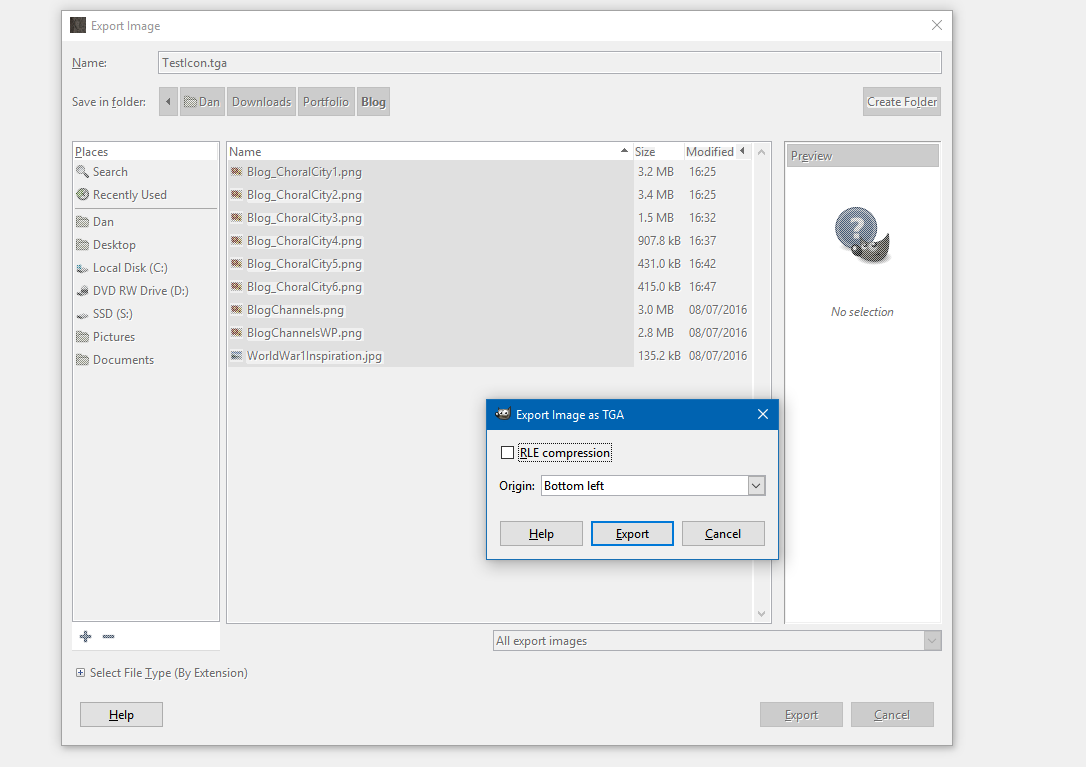 Export Image
Name: TestIcon.tga
Save in folder: Dan Downloads Portfolio Blog Create Folder
Places
Search
Recently Used
Dan
Desktop
Local Disk (C:)
DVD RW Drive (D:)
SSD (S:)
Pictures
Documents
Name Size Modified
Blog_ChoralCity1.png 3.2 MB 16:25
Blog_ChoralCity2.png 3.4 MB 16:25
Blog_ChoralCity3.png 1.5 MB 16:32
Blog_ChoralCity4.png 907.8 kB 16:37
Blog_ChoralCity5.png 431.0 kB 16:42
Blog_ChoralCity6.png 415.0 kB 16:47
BlogChannels.png 3.0 MB 08/07/2016
BlogChannelsWP.png 2.8 MB 08/07/2016
WorldWar1Inspiration.jpg 135.2 kB 08/07/2016
Preview
?
No selection
Export Image as TGA
RLE compression
Origin: Bottom left
Help Export Cancel
All export images
Select File Type (By Extension)
Help Export Cancel